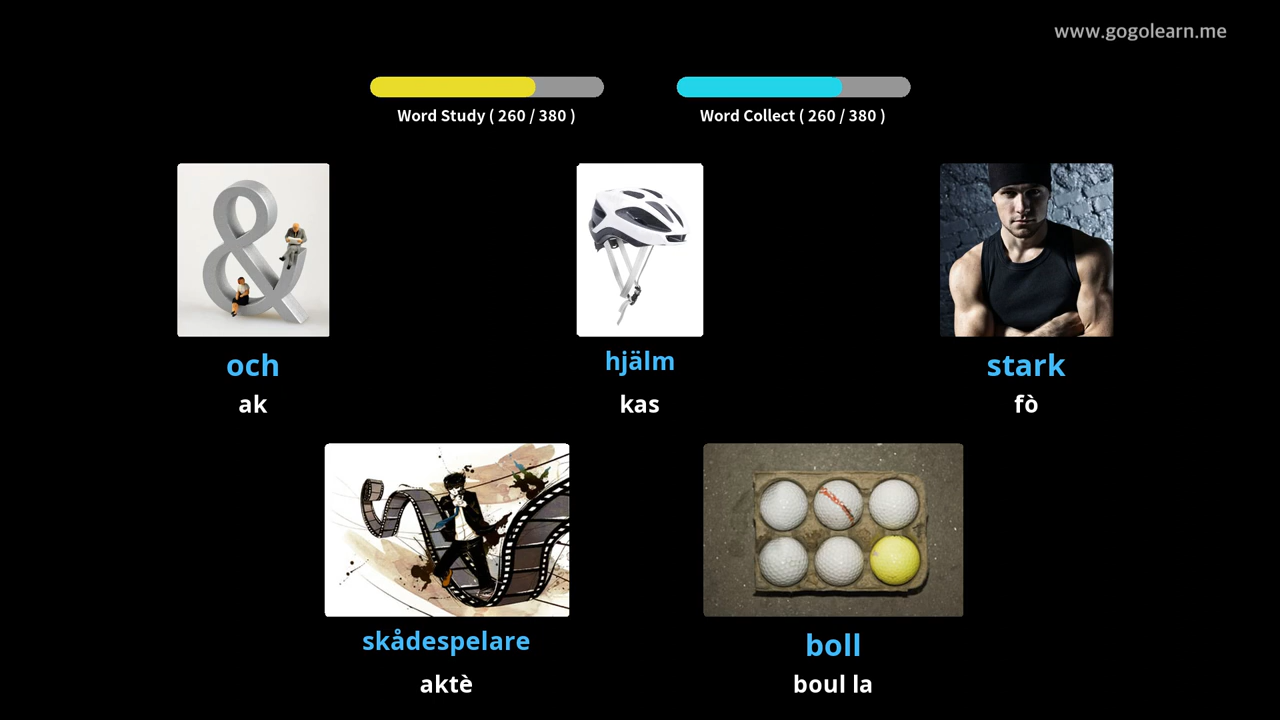 www.gogolearn.me
Word Study ( 260 / 380 )
Word Collect ( 260 / 380 )
och
ak
hjälm
kas
stark
fò
skådespelare
aktè
boll
boul la